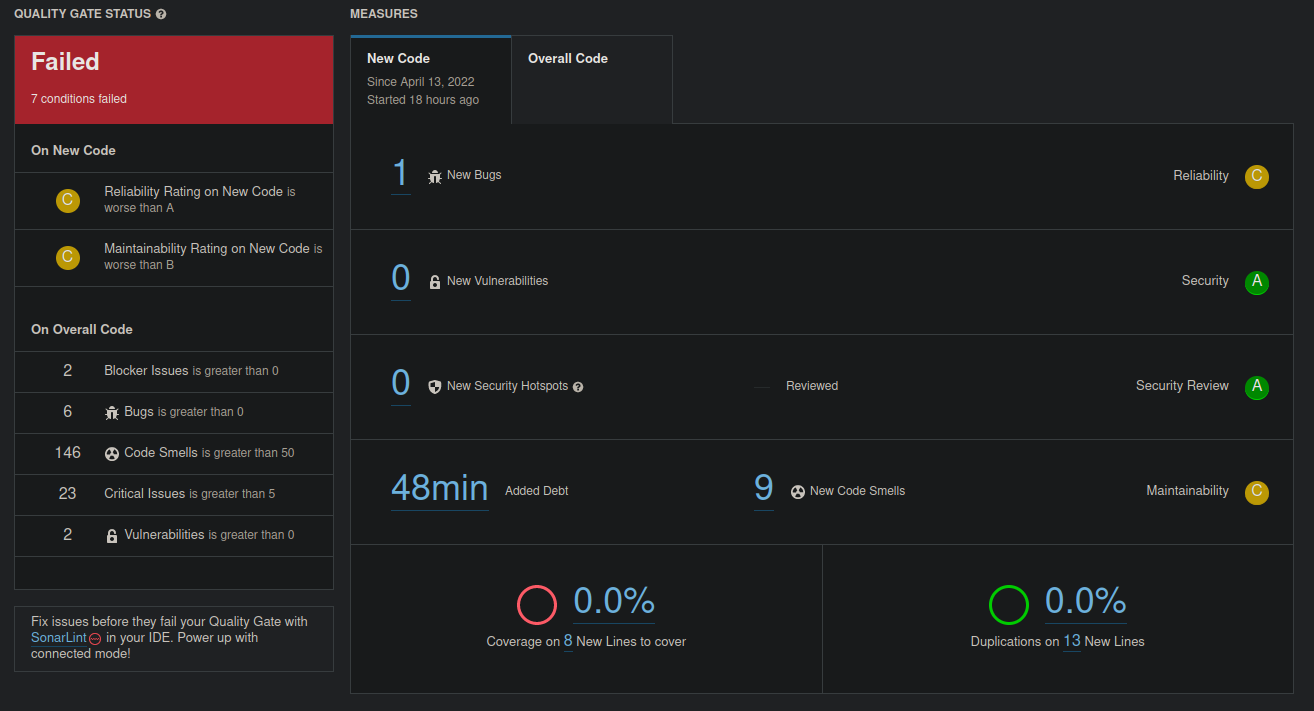 QUALITY GATE STATUS
Failed
7 conditions failed
On New Code
C
Reliability Rating on New Code is
worse than A
C
Maintainability Rating on New Code is
worse than B
On Overall Code
2 Blocker Issues is greater than 0
6 Bugs is greater than 0
146 Code Smells is greater than 50
23 Critical Issues is greater than 5
2 Vulnerabilities is greater than 0
Fix issues before they fail your Quality Gate with
SonarLint in your IDE. Power up with
connected mode!
MEASURES
New Code
Since April 13, 2022
Started 18 hours ago
Overall Code
1 New Bugs Reliability C
0 New Vulnerabilities Security A
0 New Security Hotspots Reviewed Security Review A
48min Added Debt 9 New Code Smells Maintainability C
0.0%
Coverage on 8 New Lines to cover
0.0%
Duplications on 13 New Lines